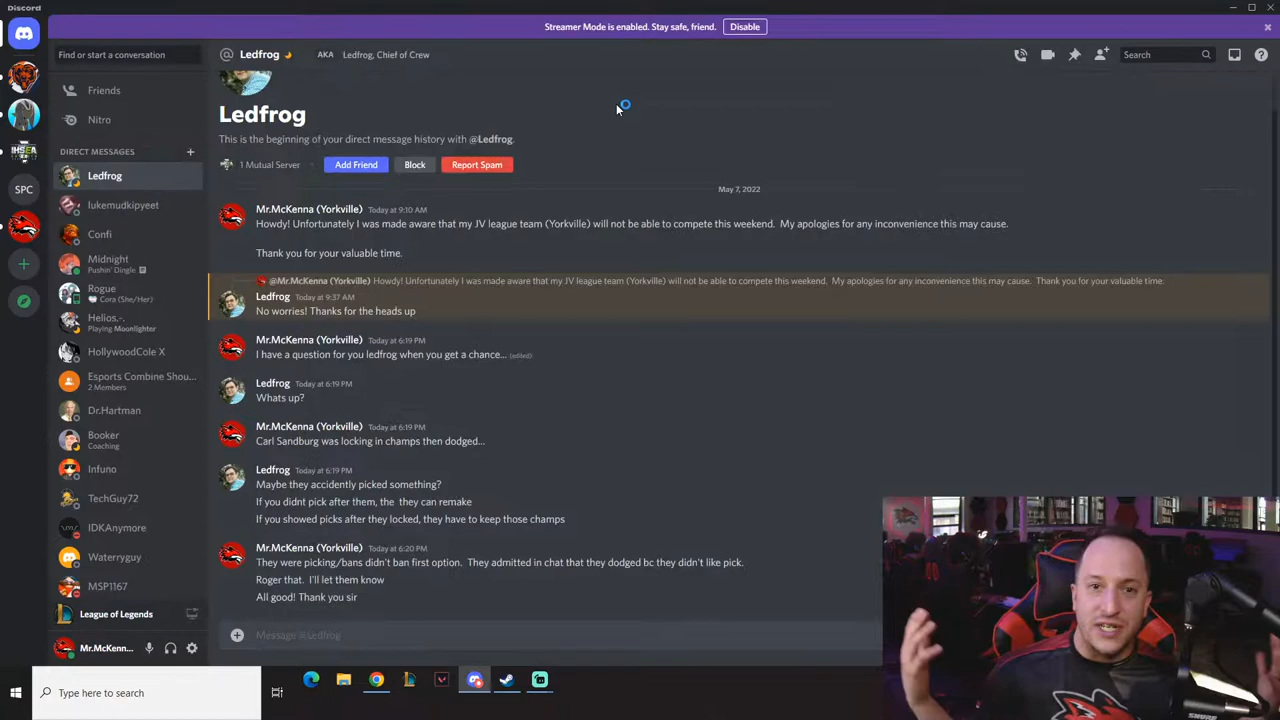 Discord
Streamer Mode is enabled. Stay safe, friend. Disable
Find or start a conversation
Ledfrog
AKA Ledfrog, Chief of Crew
Search
Friends
Nitro
DIRECT MESSAGES
Ledfrog
lukemudkipyeet
Confi
Midnight
Pushin' Dingle
Rogue
Cora (She/Her)
Helios.-.
Playing Moonlighter
HollywoodCole X
Esports Combine Shou...
2 Members
Dr.Hartman
Booker
Coaching
Infuno
TechGuy72
IDKAnymore
Waterryguy
MSP1167
League of Legends
Mr.McKenn...
IHSEA
SPC
Ledfrog
This is the beginning of your direct message history with @Ledfrog.
1 Mutual Server
Add Friend
Block
Report Spam
May 7, 2022
Mr.McKenna (Yorkville) Today at 9:10 AM
Howdy! Unfortunately I was made aware that my JV league team (Yorkville) will not be able to compete this weekend. My apologies for any inconvenience this may cause.
Thank you for your valuable time.
@Mr.McKenna (Yorkville) Howdy! Unfortunately I was made aware that my JV league team (Yorkville) will not be able to compete this weekend. My apologies for any inconvenience this may cause. Thank you for your valuable time.
Ledfrog Today at 9:37 AM
No worries! Thanks for the heads up
Mr.McKenna (Yorkville) Today at 6:19 PM
I have a question for you ledfrog when you get a chance... (edited)
Ledfrog Today at 6:19 PM
Whats up?
Mr.McKenna (Yorkville) Today at 6:19 PM
Carl Sandburg was locking in champs then dodged...
Ledfrog Today at 6:19 PM
Maybe they accidently picked something?
If you didnt pick after them, the they can remake
If you showed picks after they locked, they have to keep those champs
Mr.McKenna (Yorkville) Today at 6:20 PM
They were picking/bans didn't ban first option. They admitted in chat that they dodged bc they didn't like pick.
Roger that. I'll let them know
All good! Thank you sir
Message @Ledfrog
SHURE
Type here to search